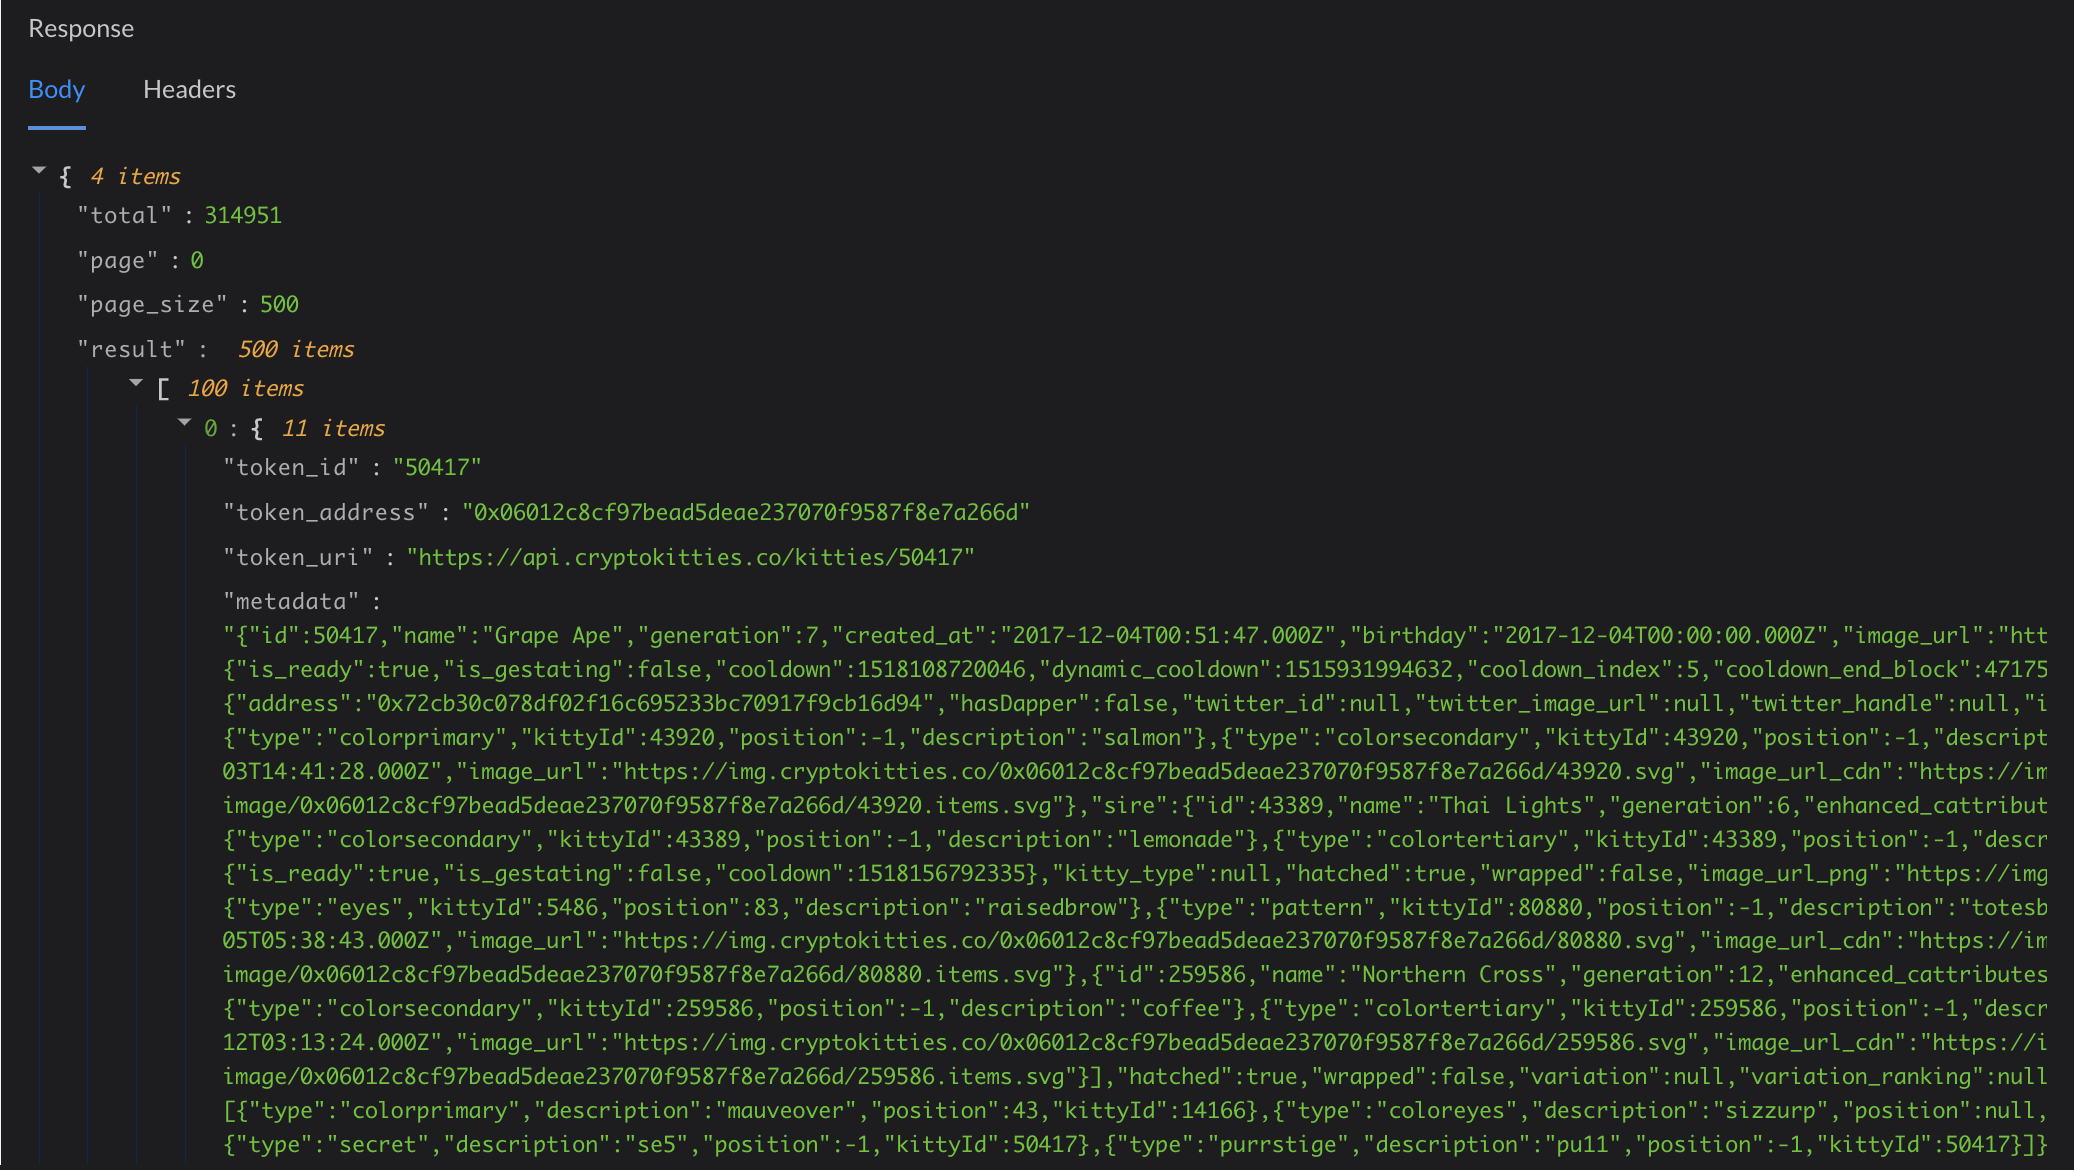 Response
Body Headers
{ 4 items
"total" : 314951
"page" : 0
"page_size" : 500
"result" : 500 items
[ 100 items
0 : { 11 items
"token_id" : "50417"
"token_address" : "0x06012c8cf97bead5deae237070f9587f8e7a266d"
"token_uri" : "https://api.cryptokitties.co/kitties/50417"
"metadata" :
"{"id":50417,"name":"Grape Ape","generation":7,"created_at":"2017-12-04T00:51:47.000Z","birthday":"2017-12-04T00:00:00.000Z","image_url":"htt
{"is_ready":true,"is_gestating":false,"cooldown":1518108720046,"dynamic_cooldown":1515931994632,"cooldown_index":5,"cooldown_end_block":47175
{"address":"0x72cb30c078df02f16c695233bc70917f9cb16d94","hasDapper":false,"twitter_id":null,"twitter_image_url":null,"twitter_handle":null,"i
{"type":"colorprimary","kittyId":43920,"position":-1,"description":"salmon"},{"type":"colorsecondary","kittyId":43920,"position":-1,"descript
03T14:41:28.000Z","image_url":"https://img.cryptokitties.co/0x06012c8cf97bead5deae237070f9587f8e7a266d/43920.svg","image_url_cdn":"https://im
image/0x06012c8cf97bead5deae237070f9587f8e7a266d/43920.items.svg"},"sire":{"id":43389,"name":"Thai Lights","generation":6,"enhanced_cattribut
{"type":"colorsecondary","kittyId":43389,"position":-1,"description":"lemonade"},{"type":"colortertiary","kittyId":43389,"position":-1,"descr
{"is_ready":true,"is_gestating":false,"cooldown":1518156792335},"kitty_type":null,"hatched":true,"wrapped":false,"image_url_png":"https://img
{"type":"eyes","kittyId":5486,"position":83,"description":"raisedbrow"},{"type":"pattern","kittyId":80880,"position":-1,"description":"totesb
05T05:38:43.000Z","image_url":"https://img.cryptokitties.co/0x06012c8cf97bead5deae237070f9587f8e7a266d/80880.svg","image_url_cdn":"https://im
image/0x06012c8cf97bead5deae237070f9587f8e7a266d/80880.items.svg"},{"id":259586,"name":"Northern Cross","generation":12,"enhanced_cattributes
{"type":"colorsecondary","kittyId":259586,"position":-1,"description":"coffee"},{"type":"colortertiary","kittyId":259586,"position":-1,"descr
12T03:13:24.000Z","image_url":"https://img.cryptokitties.co/0x06012c8cf97bead5deae237070f9587f8e7a266d/259586.svg","image_url_cdn":"https://i
image/0x06012c8cf97bead5deae237070f9587f8e7a266d/259586.items.svg"}],"hatched":true,"wrapped":false,"variation":null,"variation_ranking":null
[{"type":"colorprimary","description":"mauveover","position":43,"kittyId":14166},{"type":"coloreyes","description":"sizzurp","position":null,
{"type":"secret","description":"se5","position":-1,"kittyId":50417},{"type":"purrstige","description":"pu11","position":-1,"kittyId":50417}]}